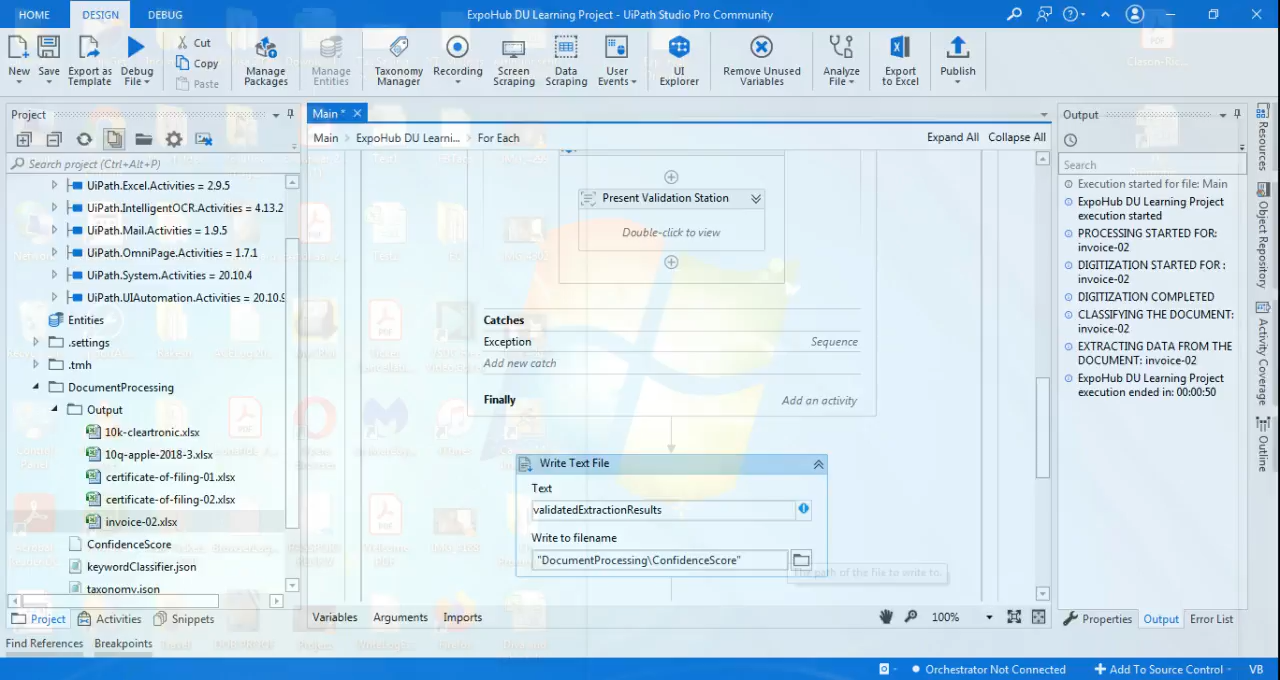 HOME DESIGN DEBUG ExpoHub DU Learning Project - UiPath Studio Pro Community
New Save Export as Template Debug File Cut Copy Paste Manage Packages Manage Entities Taxonomy Manager Recording Screen Scraping Data Scraping User Events UI Explorer Remove Unused Variables Analyze File Export to Excel Publish
Project
Search project (Ctrl+Alt+P)
UiPath.Excel.Activities = 2.9.5
UiPath.IntelligentOCR.Activities = 4.13.2
UiPath.Mail.Activities = 1.9.5
UiPath.OmniPage.Activities = 1.7.1
UiPath.System.Activities = 20.10.4
UiPath.UIAutomation.Activities = 20.10.9
Entities
.settings
.tmh
DocumentProcessing
Output
10k-cleartronic.xlsx
10q-apple-2018-3.xlsx
certificate-of-filing-01.xlsx
certificate-of-filing-02.xlsx
invoice-02.xlsx
ConfidenceScore
keywordClassifier.json
taxonomy.json
Project Activities Snippets
Find References Breakpoints
Main *
Main ExpoHub DU Learni... For Each Expand All Collapse All
Present Validation Station
Double-click to view
Catches
Exception Sequence
Add new catch
Finally Add an activity
Write Text File
Text
validatedExtractionResults
Write to filename
"DocumentProcessing\ConfidenceScore"
The path of the file to write to.
Variables Arguments Imports 100%
Output
Search
Execution started for file: Main
ExpoHub DU Learning Project
execution started
PROCESSING STARTED FOR:
invoice-02
DIGITIZATION STARTED FOR :
invoice-02
DIGITIZATION COMPLETED
CLASSIFYING THE DOCUMENT:
invoice-02
EXTRACTING DATA FROM THE
DOCUMENT: invoice-02
ExpoHub DU Learning Project
execution ended in: 00:00:50
Properties Output Error List
Resources
Object Repository
Activity Coverage
Outline
Orchestrator Not Connected Add To Source Control VB